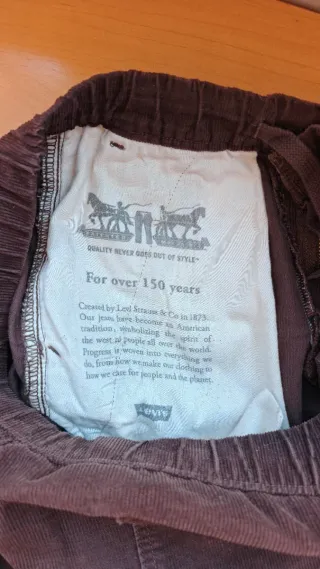 QUALITY NEVER GOES OUT OF STYLE™
For over 150 years
Created by Levi Strauss & Co in 1873.
Our jeans have become an American
tradition, symbolizing the spirit of
the west to people all over the world.
Progress is woven into everything we
do, from how we make our clothing to
how we care for people and the planet.
Levi's